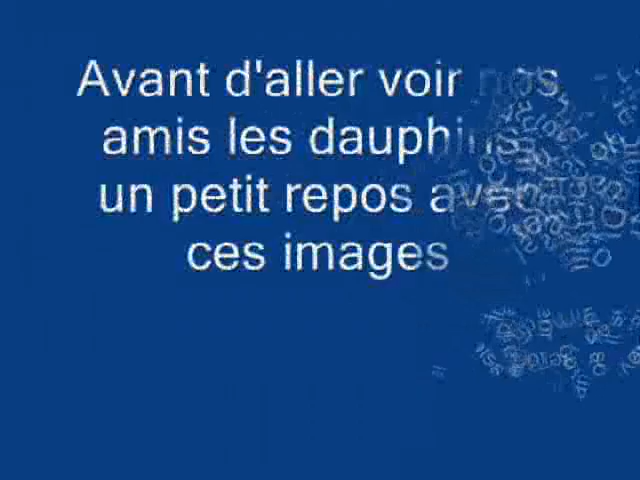 Avant d'aller voir nos
amis les dauphins
un petit repos avec
ces images